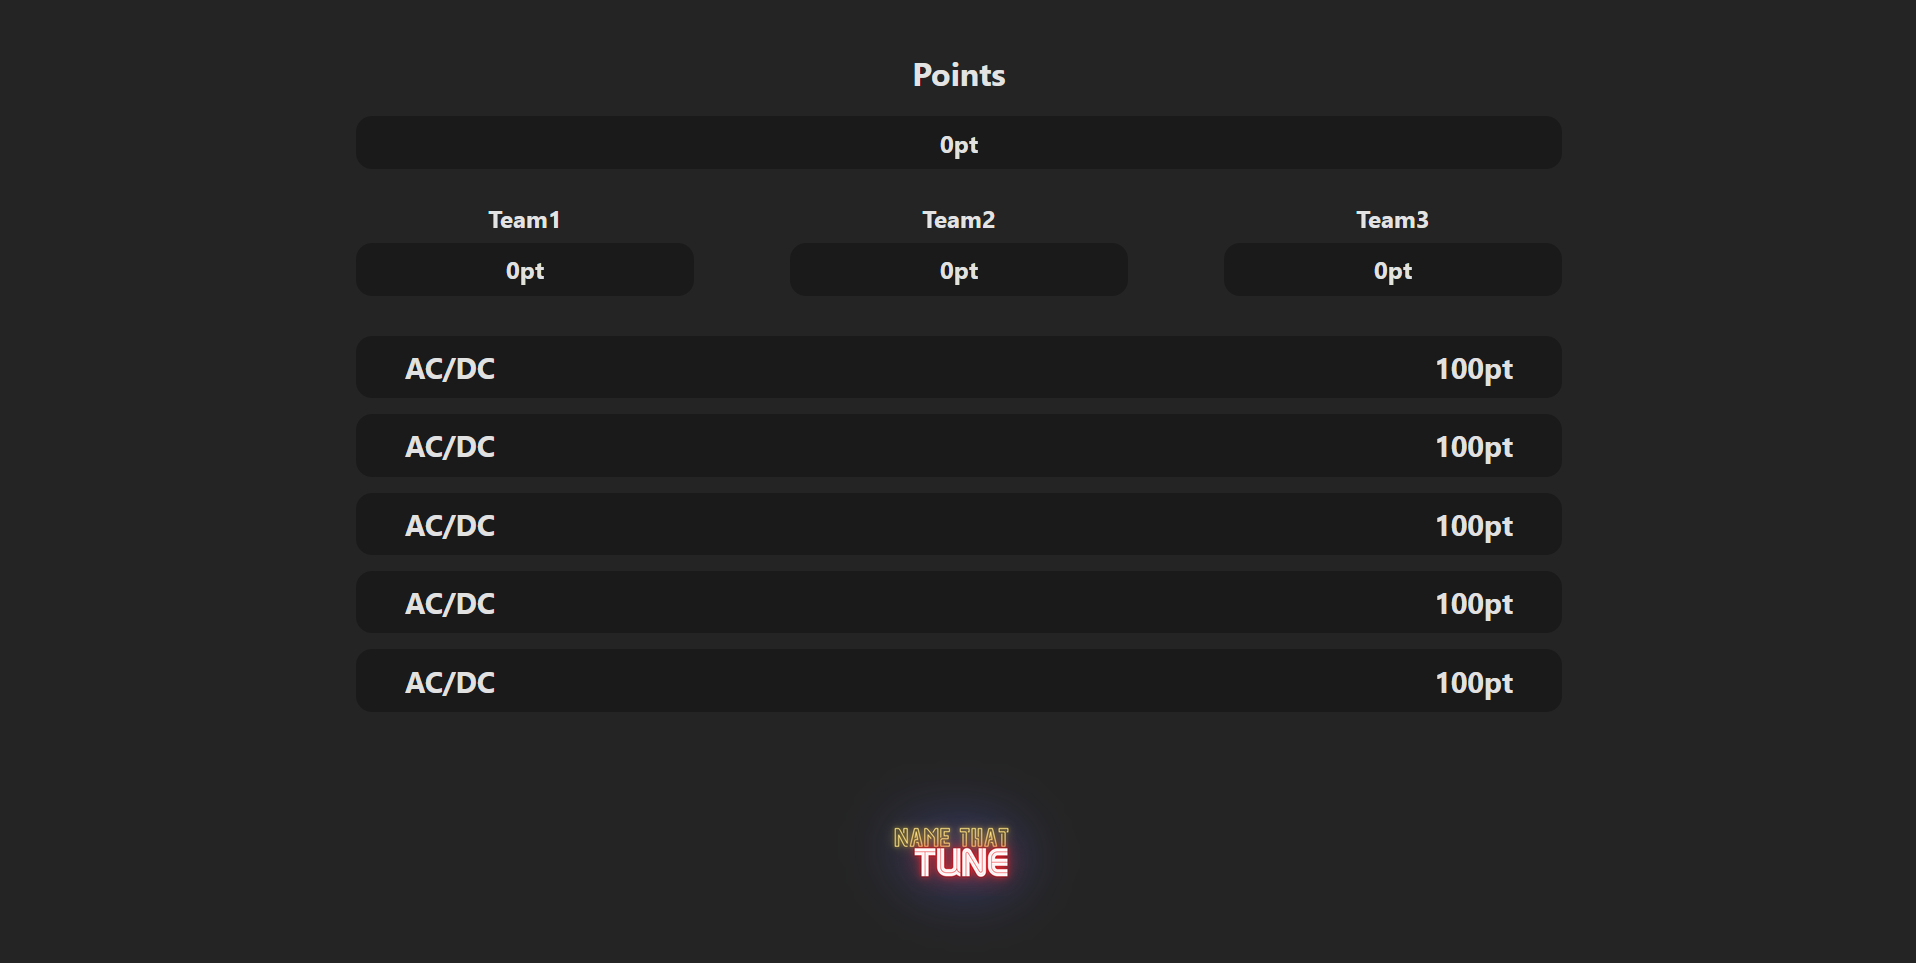 Points
0pt
Team1 Team2 Team3
0pt 0pt 0pt
AC/DC 100pt
AC/DC 100pt
AC/DC 100pt
AC/DC 100pt
AC/DC 100pt
NAME THAT
TUNE